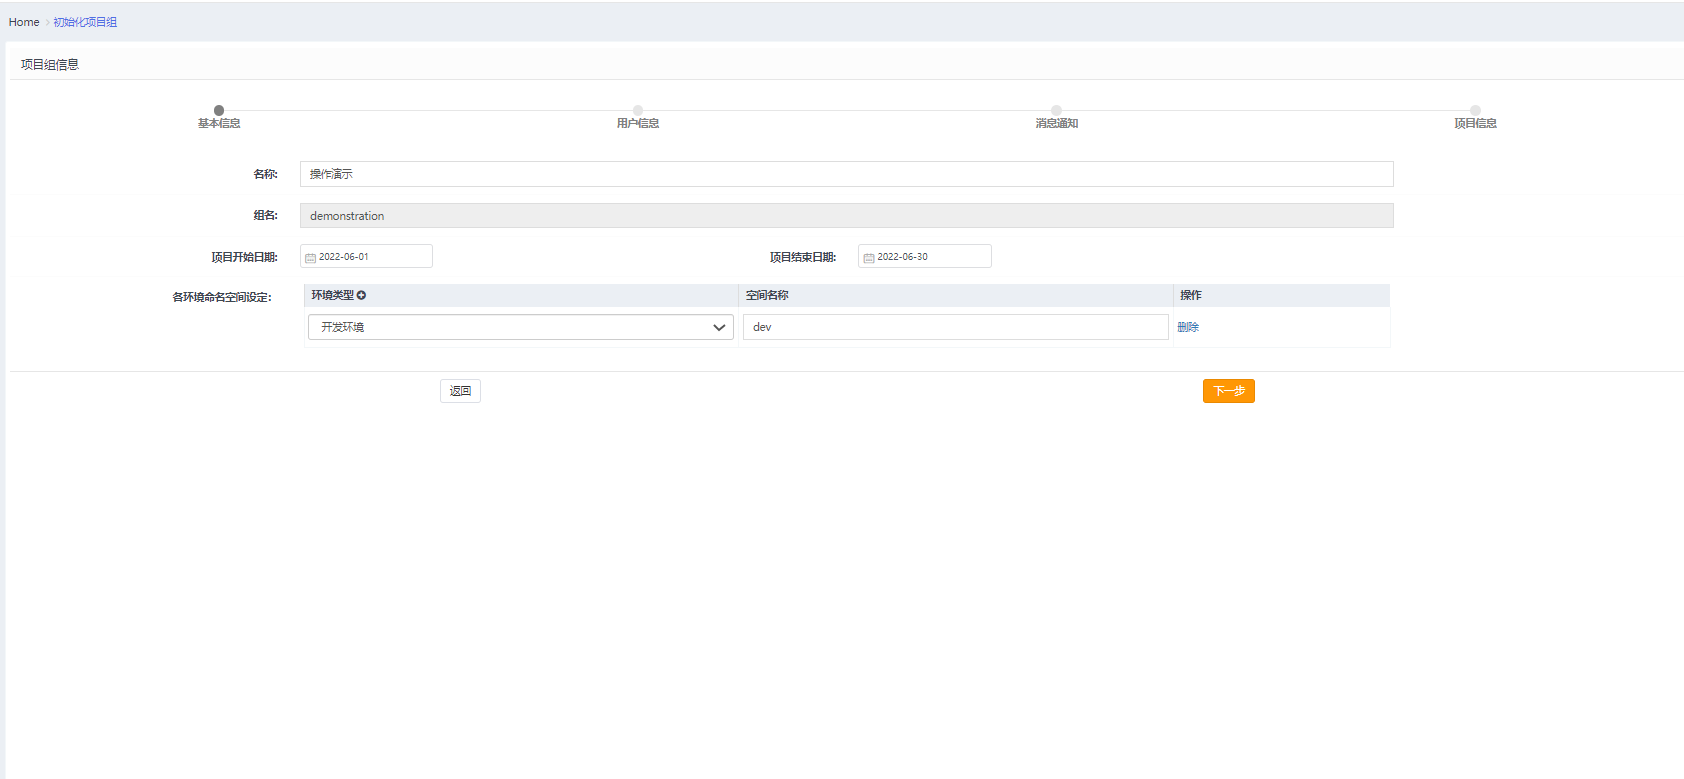 Home > 初始化项目组
项目组信息
基本信息 用户信息 消息通知 项目信息
名称: 操作演示
组名: demonstration
项目开始日期: 2022-06-01 项目结束日期: 2022-06-30
各环境命名空间设定: 环境类型 空间名称 操作
开发环境 dev 删除
返回 下一步